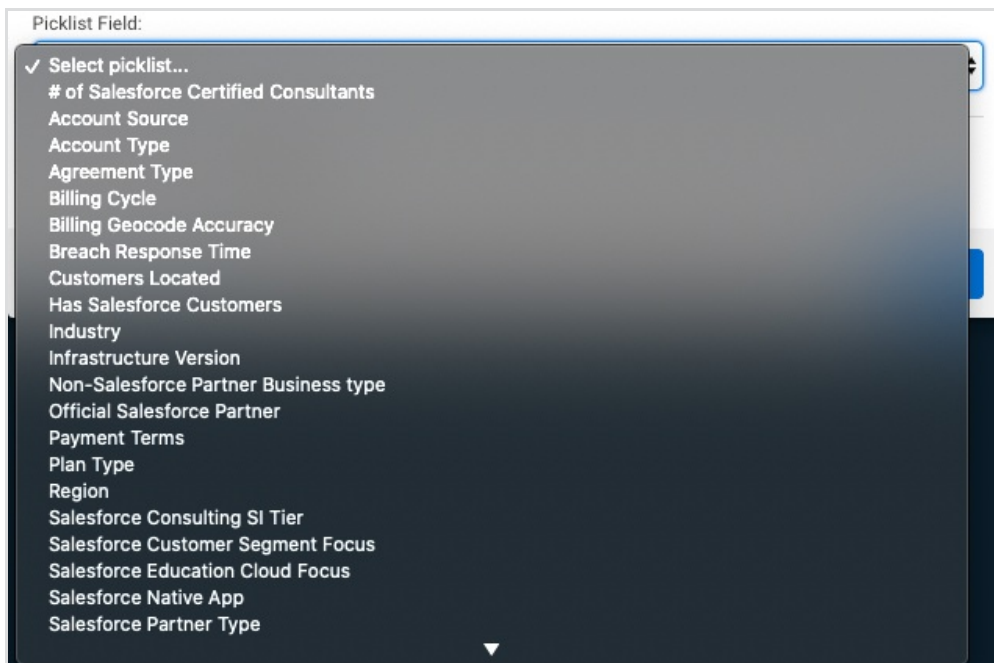 Picklist Field:
✓ Select picklist...
# of Salesforce Certified Consultants
Account Source
Account Type
Agreement Type
Billing Cycle
Billing Geocode Accuracy
Breach Response Time
Customers Located
Has Salesforce Customers
Industry
Infrastructure Version
Non-Salesforce Partner Business type
Official Salesforce Partner
Payment Terms
Plan Type
Region
Salesforce Consulting SI Tier
Salesforce Customer Segment Focus
Salesforce Education Cloud Focus
Salesforce Native App
Salesforce Partner Type